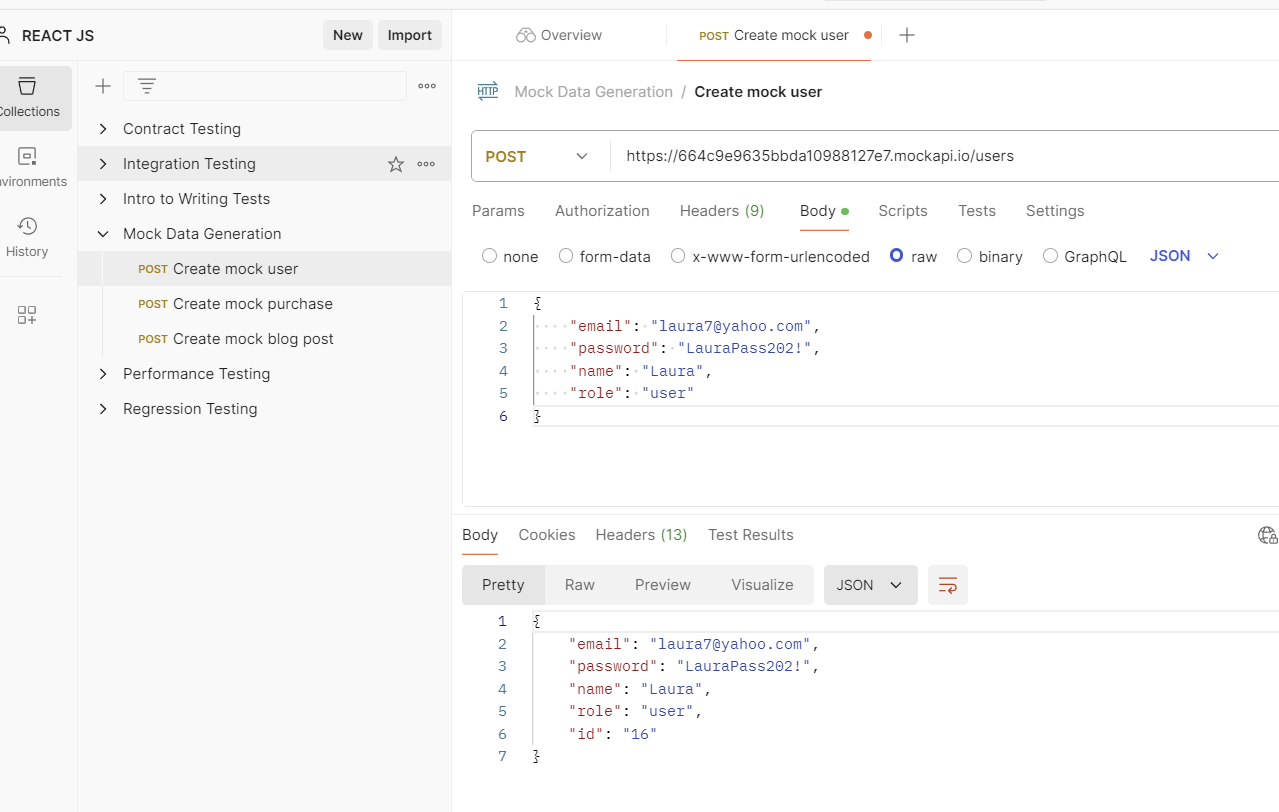 REACT JS
New
Import
Overview
POST Create mock user
Collections
Contract Testing
Integration Testing
Intro to Writing Tests
Mock Data Generation
POST Create mock user
POST Create mock purchase
POST Create mock blog post
Performance Testing
Regression Testing
nvironments
History
HTTP Mock Data Generation / Create mock user
POST
https://664c9e9635bbda10988127e7.mockapi.io/users
Params Authorization Headers (9) Body Scripts Tests Settings
none form-data x-www-form-urlencoded raw binary GraphQL JSON
1 {
2 "email": "laura7@yahoo.com",
3 "password": "LauraPass202!",
4 "name": "Laura",
5 "role": "user"
6 }
Body Cookies Headers (13) Test Results
Pretty Raw Preview Visualize JSON
1 {
2 "email": "laura7@yahoo.com",
3 "password": "LauraPass202!",
4 "name": "Laura",
5 "role": "user",
6 "id": "16"
7 }